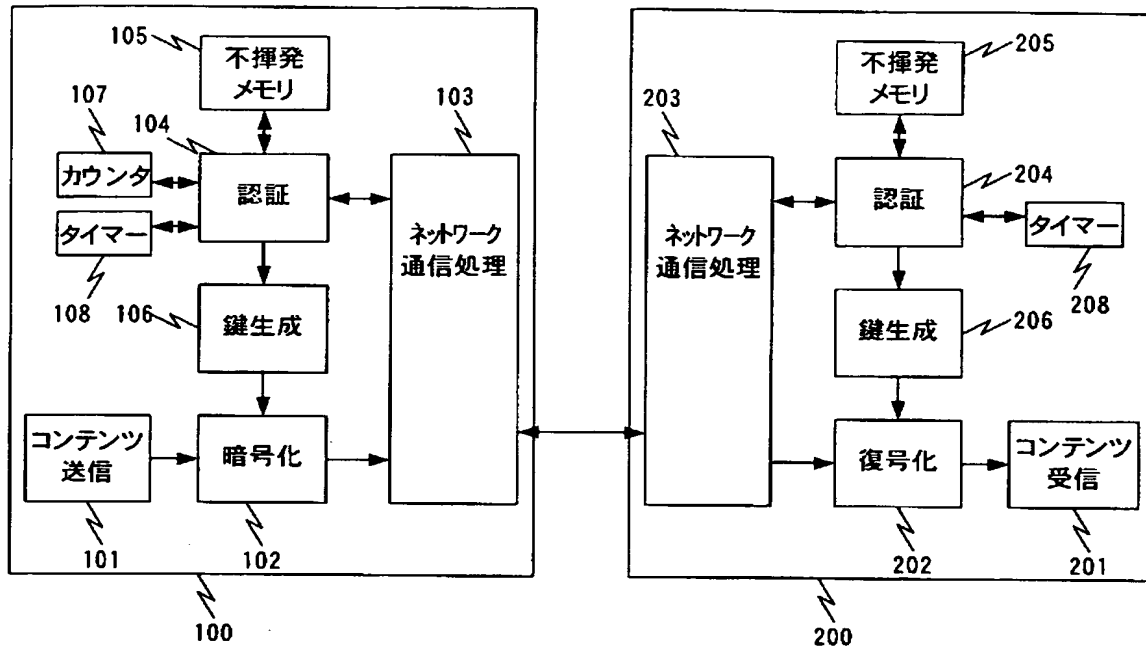 105
不揮発
メモリ
107
104
103
カウンタ
認証
タイマー
ネットワーク
通信処理
108
106
鍵生成
コンテンツ
送信
暗号化
101
102
100
不揮発
メモリ
205
203
認証
204
ネットワーク
通信処理
タイマー
208
鍵生成
206
復号化
コンテンツ
受信
202
201
200